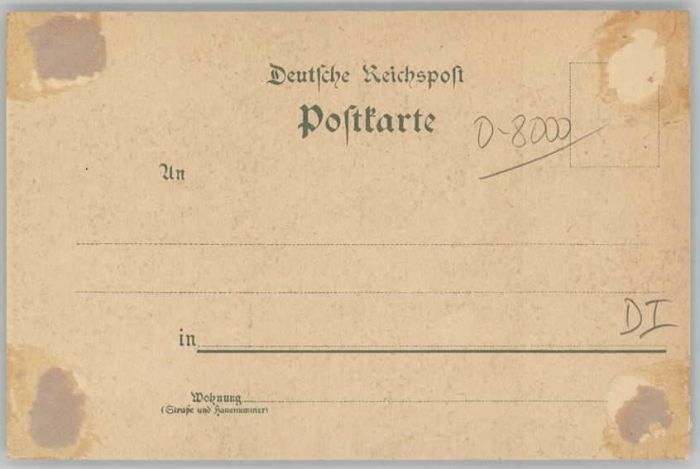 Deutsche Reichspost
Postkarte
D-8000
An
DI
in
Wohnung
(Straße und Hausnummer)